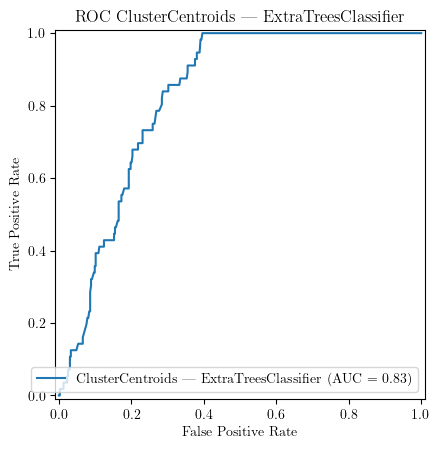 ROC ClusterCentroids — ExtraTreesClassifier
True Positive Rate
1.0
0.8
0.6
0.4
0.2
0.0
ClusterCentroids — ExtraTreesClassifier (AUC = 0.83)
0.0 0.2 0.4 0.6 0.8 1.0
False Positive Rate